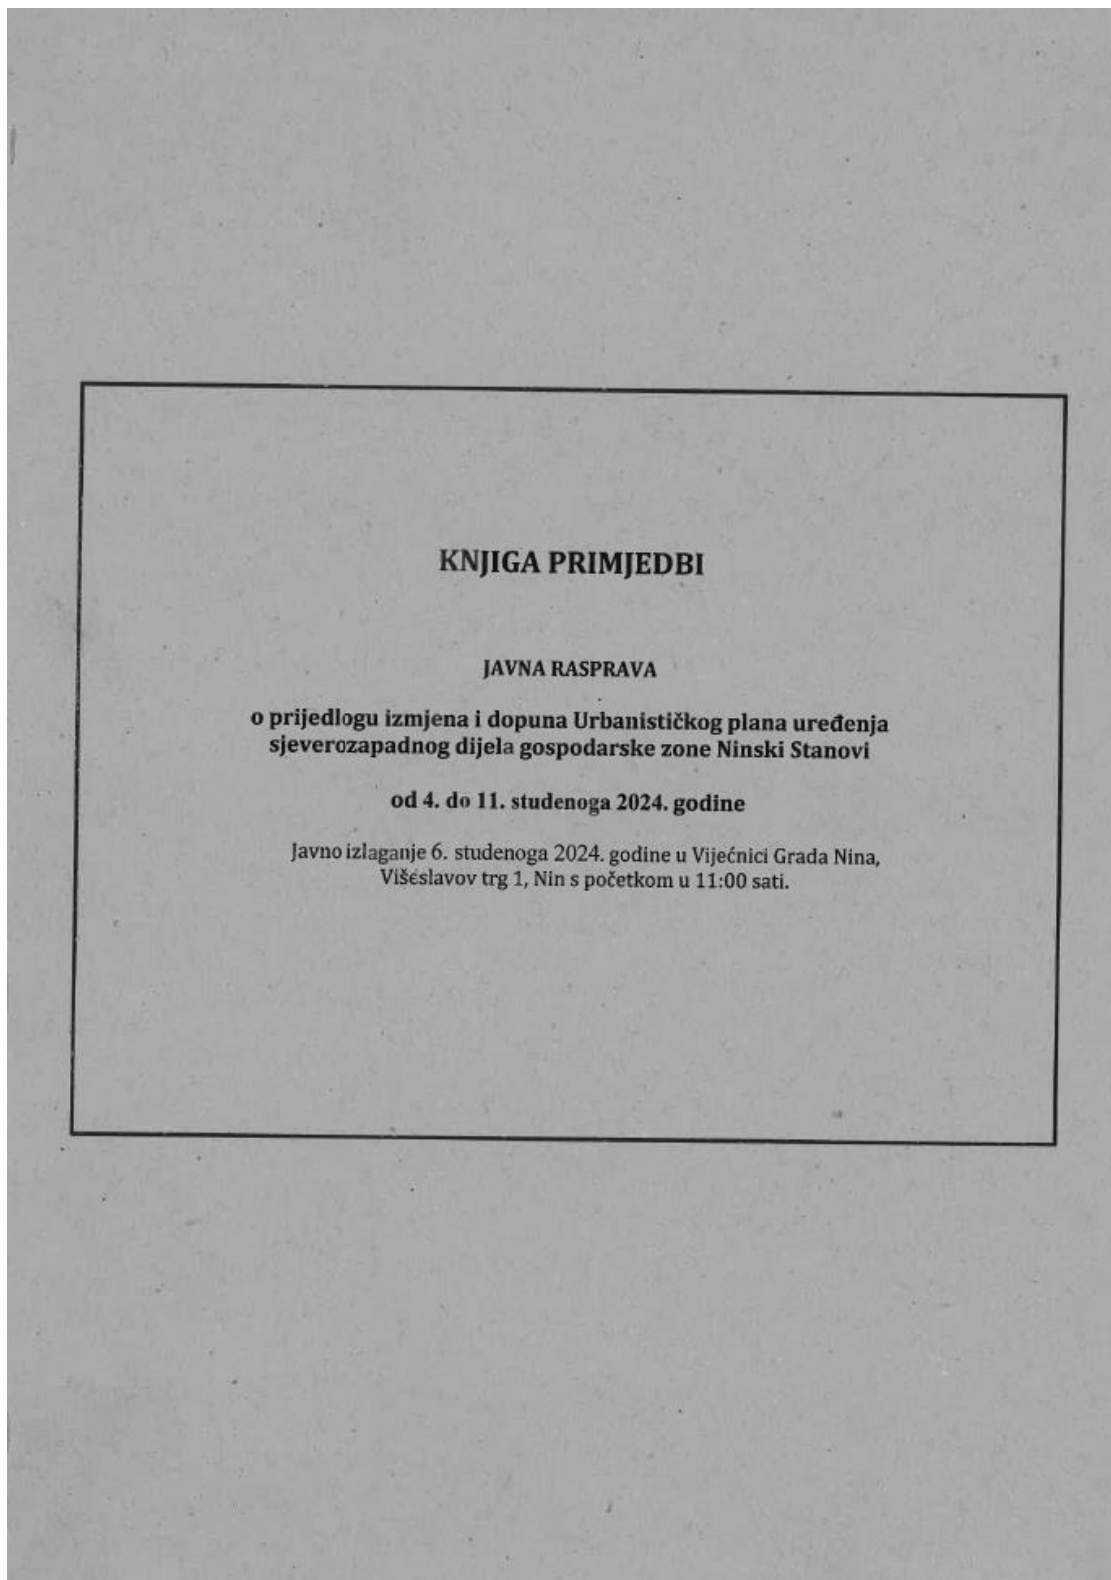 KNJIGA PRIMJEDBI
JAVNA RASPRAVA
o prijedlogu izmjena i dopuna Urbanističkog plana uređenja
sjeverozapadnog dijela gospodarske zone Ninski Stanovi
od 4. do 11. studenoga 2024. godine
Javno izlaganje 6. studenoga 2024. godine u Vijećnici Grada Nina,
Višeslavov trg 1, Nin s početkom u 11:00 sati.